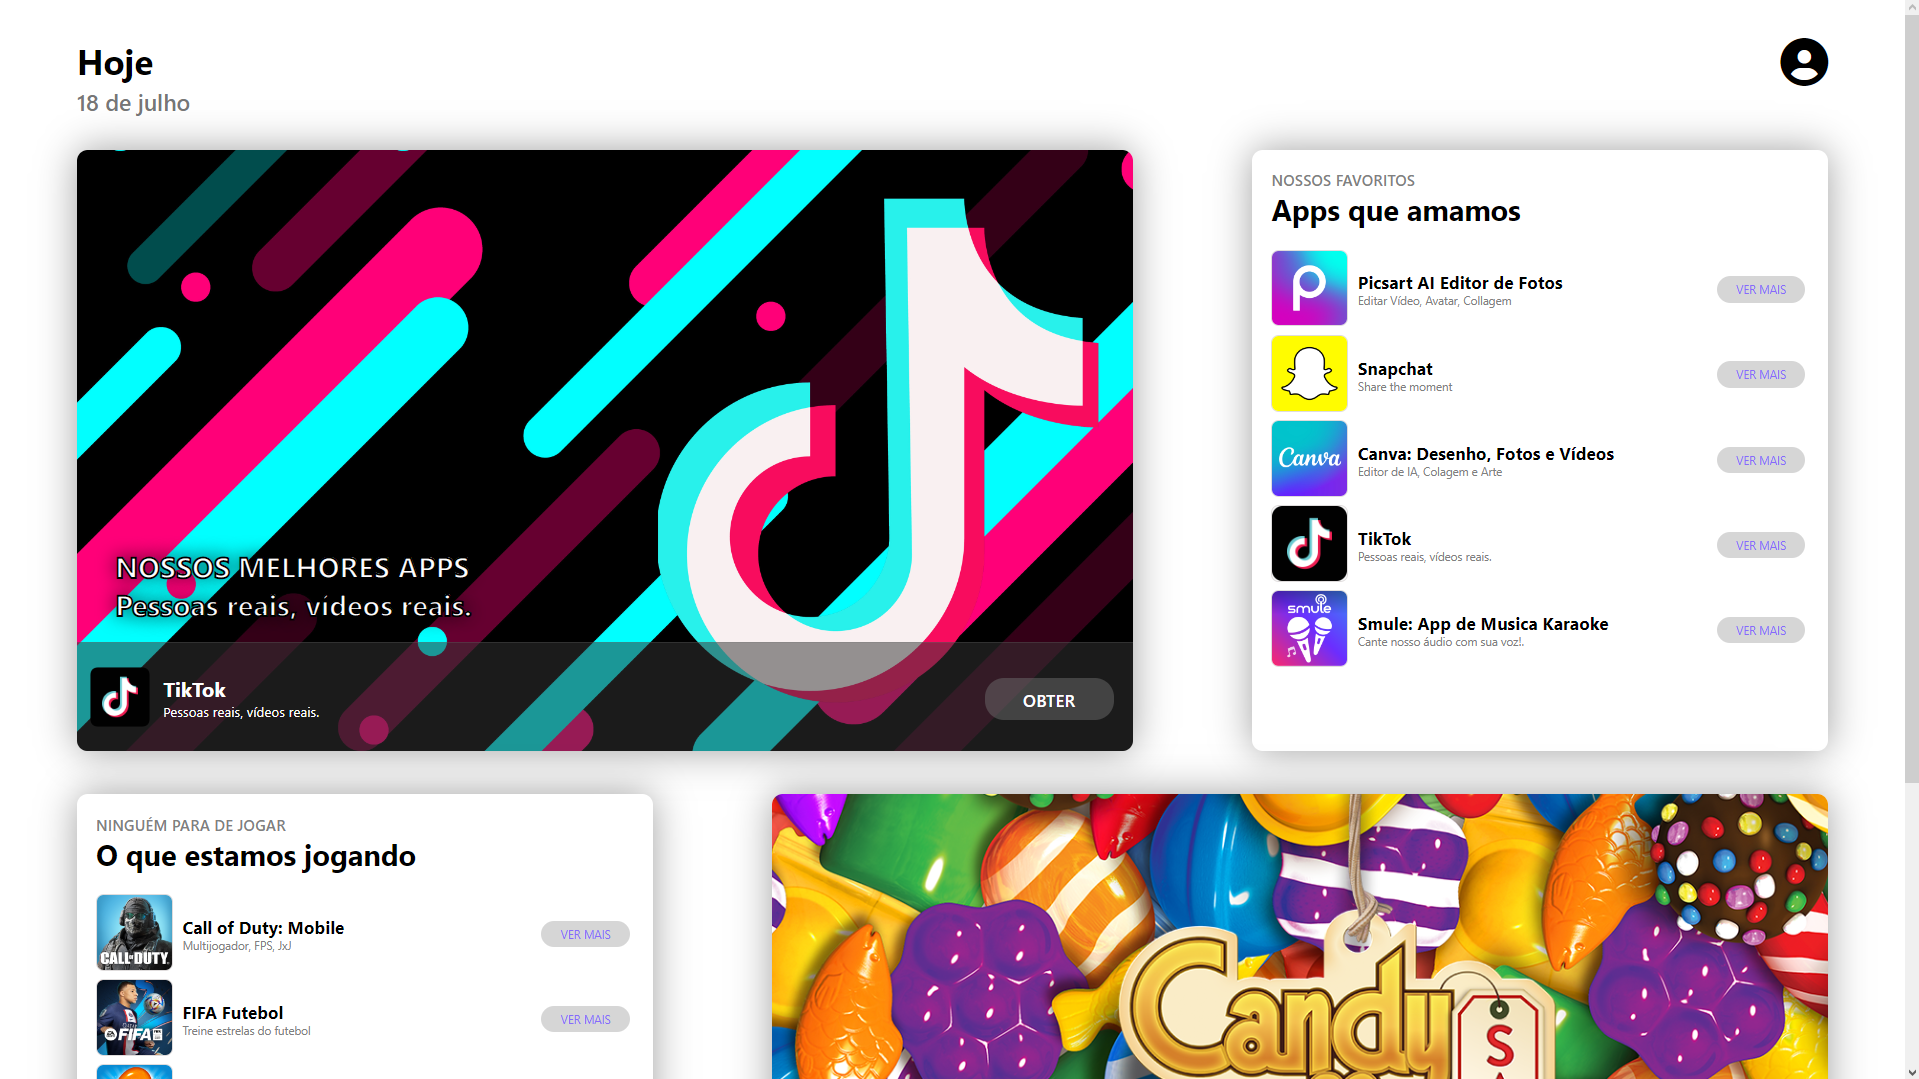 Hoje
18 de julho
NOSSOS MELHORES APPS
Pessoas reais, vídeos reais.
TikTok
Pessoas reais, vídeos reais.
OBTER
NOSSOS FAVORITOS
Apps que amamos
Picsart AI Editor de Fotos
Editar Vídeo, Avatar, Collagem
VER MAIS
Snapchat
Share the moment
VER MAIS
Canva
Canva: Desenho, Fotos e Vídeos
Editor de IA, Colagem e Arte
VER MAIS
TikTok
Pessoas reais, vídeos reais.
VER MAIS
smule
Smule: App de Musica Karaoke
Cante nosso áudio com sua voz!.
VER MAIS
NINGUÉM PARA DE JOGAR
O que estamos jogando
CALL OF DUTY
Call of Duty: Mobile
Multijogador, FPS, JxJ
VER MAIS
EA FIFA
FIFA Futebol
Treine estrelas do futebol
VER MAIS
Candy
S